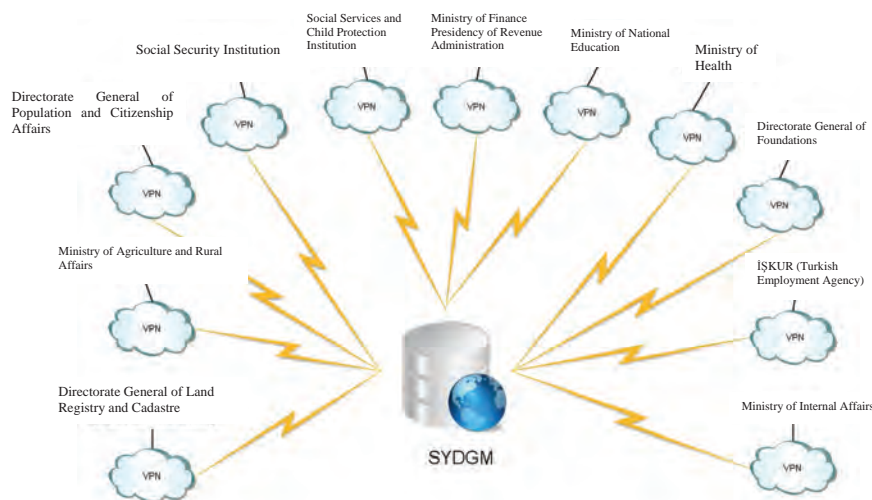 Social Security Institution
VPN
Social Services and
Child Protection
Institution
VPN
Ministry of Finance
Presidency of Revenue
Administration
VPN
Ministry of National
Education
VPN
Ministry of
Health
VPN
Directorate General of
Population and Citizenship
Affairs
VPN
Directorate General of
Foundations
VPN
Ministry of Agriculture and Rural
Affairs
VPN
İŞKUR (Turkish
Employment Agency)
VPN
Directorate General of Land
Registry and Cadastre
VPN
Ministry of Internal Affairs
VPN
SYDGM